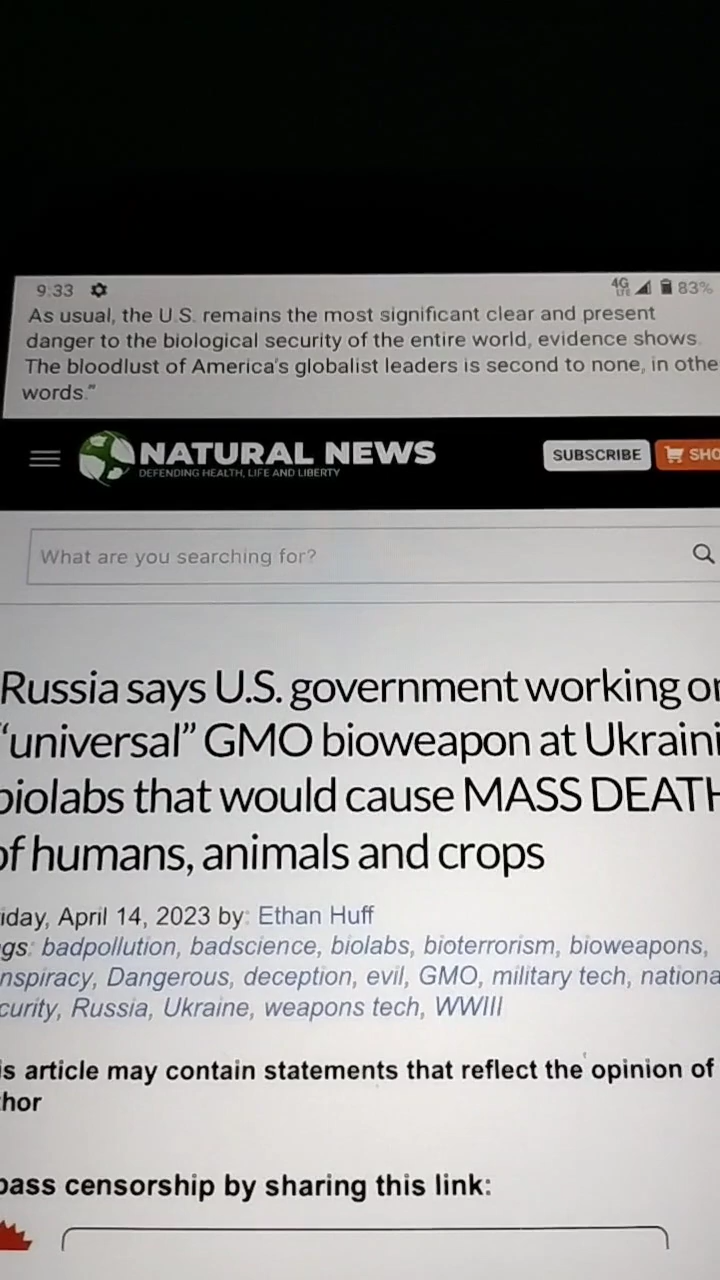 9:33
4G LTE 83%
As usual, the U.S. remains the most significant clear and present
danger to the biological security of the entire world, evidence shows.
The bloodlust of America's globalist leaders is second to none, in othe
words."
NATURAL NEWS
DEFENDING HEALTH, LIFE AND LIBERTY
SUBSCRIBE
SHO
What are you searching for?
Russia says U.S. government working on
"universal" GMO bioweapon at Ukraini
biolabs that would cause MASS DEATH
of humans, animals and crops
iday, April 14, 2023 by: Ethan Huff
gs: badpollution, badscience, biolabs, bioterrorism, bioweapons,
nspiracy, Dangerous, deception, evil, GMO, military tech, nationa
curity, Russia, Ukraine, weapons tech, WWIII
is article may contain statements that reflect the opinion of
hor
pass censorship by sharing this link: